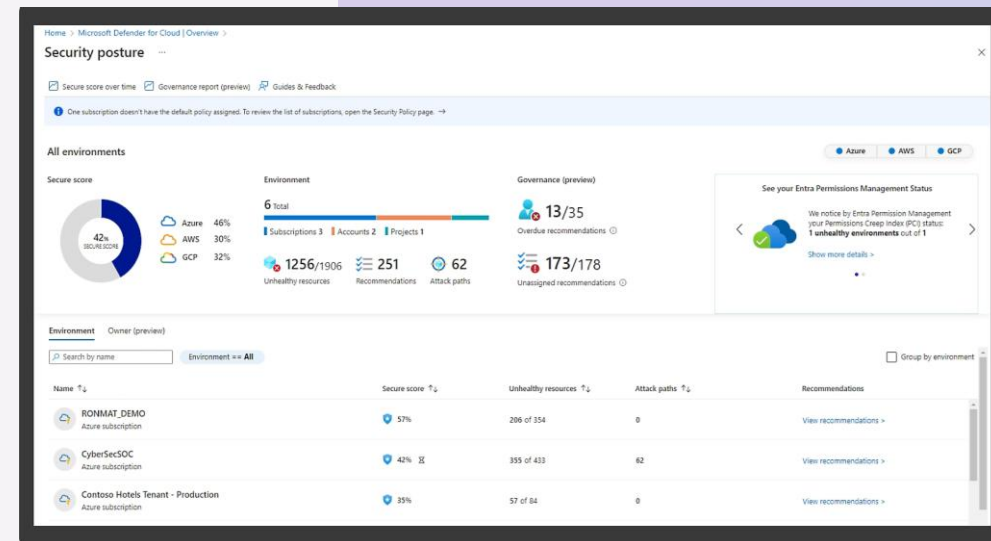 Home > Microsoft Defender for Cloud | Overview >
Security posture ...
Secure score over time Governance report (preview) Guides & Feedback
One subscription doesn't have the default policy assigned. To review the list of subscriptions, open the Security Policy page. →
All environments
Azure AWS GCP
Secure score
42%
SECURE SCORE
Azure 46%
AWS 30%
GCP 32%
Environment
6 Total
Subscriptions 3 Accounts 2 Projects 1
1256/1906
Unhealthy resources
251
Recommendations
62
Attack paths
Governance (preview)
13/35
Overdue recommendations
173/178
Unassigned recommendations
See your Entra Permissions Management Status
We notice by Entra Permission Management
your Permissions Creep Index (PCI) status:
1 unhealthy environments out of 1
Show more details >
Environment Owner (preview)
Search by name
Environment == All
Group by environment
Name ↑↓ Secure score ↑↓ Unhealthy resources ↑↓ Attack paths ↑↓ Recommendations
RONMAT_DEMO
Azure subscription
57% 206 of 354 0 View recommendations >
CyberSecSOC
Azure subscription
42% 355 of 433 62 View recommendations >
Contoso Hotels Tenant - Production
Azure subscription
35% 57 of 84 0 View recommendations >